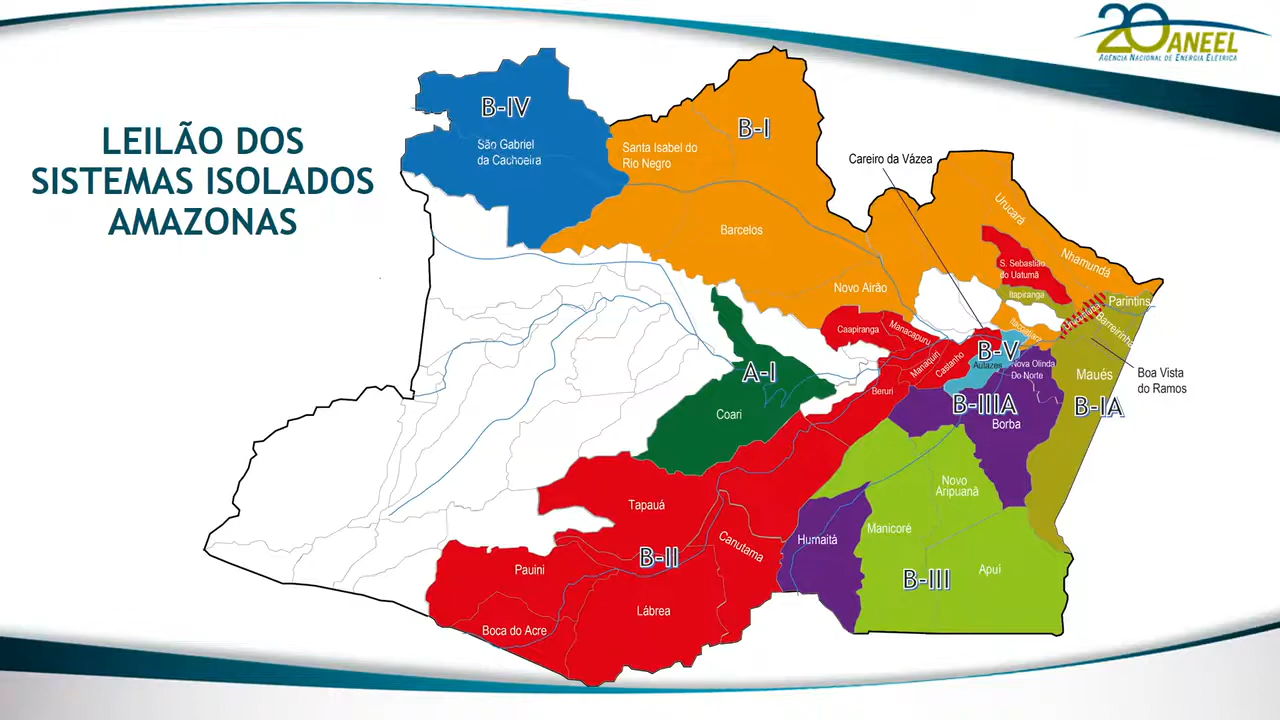 20 ANEEL
AGÊNCIA NACIONAL DE ENERGIA ELÉTRICA
LEILÃO DOS
SISTEMAS ISOLADOS
AMAZONAS
B-IV
São Gabriel
da Cachoeira
B-I
Santa Isabel do
Rio Negro
Careiro da Vázea
Barcelos
Urucará
Nhamundá
S. Sebastião
do Uatumã
Novo Airão
Itapiranga
Parintins
Barreirinha
Itacoatiara
Caapiranga
Manacapuru
Manaquiri
Castanho
B-V
Autazes
Nova Olinda
Do Norte
Boa Vista
do Ramos
Maués
A-I
Coari
Beruri
B-IIIA
Borba
B-IA
Novo
Aripuanã
Tapauá
Manicoré
Canutama
Humaitá
B-II
Pauini
B-III
Apuí
Lábrea
Boca do Acre